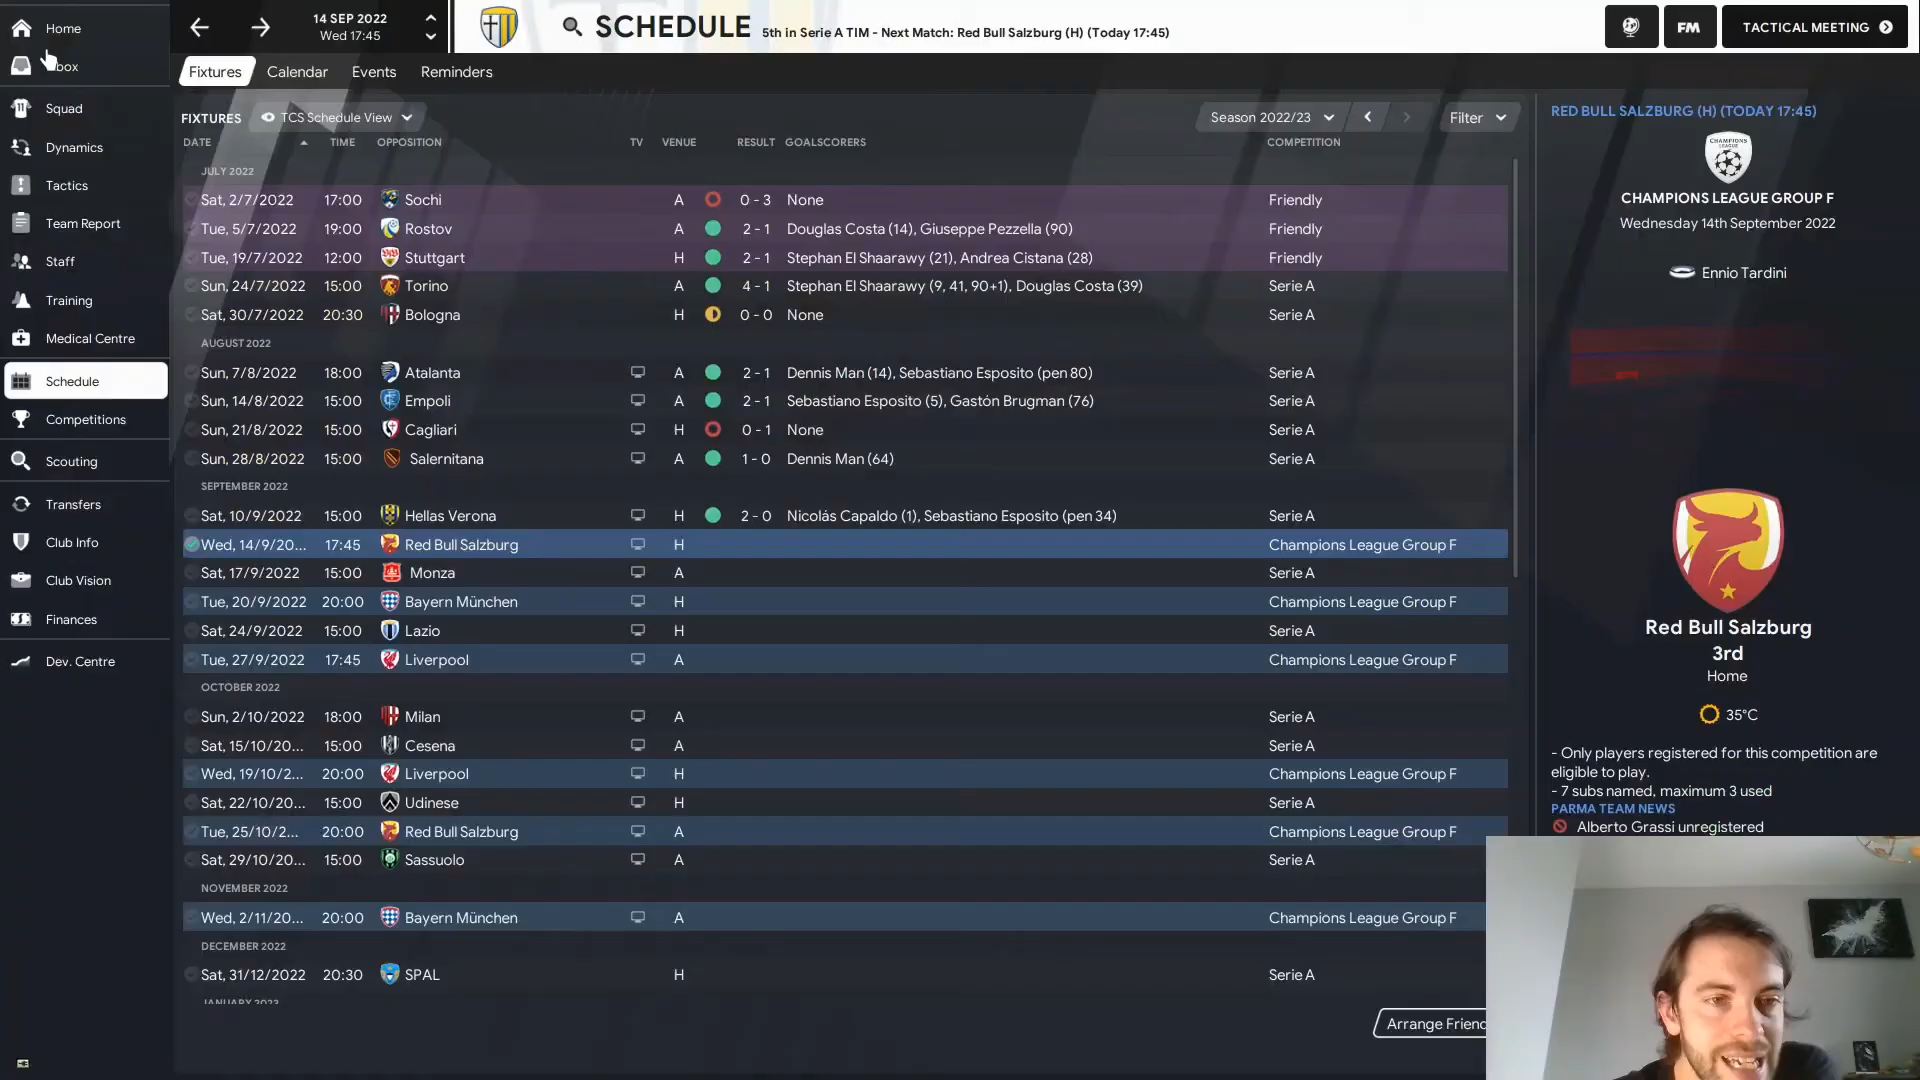 Home
14 SEP 2022
Wed 17:45
SCHEDULE
5th in Serie A TIM - Next Match: Red Bull Salzburg (H) (Today 17:45)
FM
TACTICAL MEETING
box
Fixtures
Calendar
Events
Reminders
Squad
Dynamics
Tactics
Team Report
Staff
Training
Medical Centre
Schedule
Competitions
Scouting
Transfers
Club Info
Club Vision
Finances
Dev. Centre
FIXTURES TCS Schedule View Season 2022/23 Filter
DATE TIME OPPOSITION TV VENUE RESULT GOALSCORERS COMPETITION
JULY 2022
Sat, 2/7/2022 17:00 Sochi A 0 - 3 None Friendly
Tue, 5/7/2022 19:00 Rostov A 2 - 1 Douglas Costa (14), Giuseppe Pezzella (90) Friendly
Tue, 19/7/2022 12:00 Stuttgart H 2 - 1 Stephan El Shaarawy (21), Andrea Cistana (28) Friendly
Sun, 24/7/2022 15:00 Torino A 4 - 1 Stephan El Shaarawy (9, 41, 90+1), Douglas Costa (39) Serie A
Sat, 30/7/2022 20:30 Bologna H 0 - 0 None Serie A
AUGUST 2022
Sun, 7/8/2022 18:00 Atalanta A 2 - 1 Dennis Man (14), Sebastiano Esposito (pen 80) Serie A
Sun, 14/8/2022 15:00 Empoli A 2 - 1 Sebastiano Esposito (5), Gastón Brugman (76) Serie A
Sun, 21/8/2022 15:00 Cagliari H 0 - 1 None Serie A
Sun, 28/8/2022 15:00 Salernitana A 1 - 0 Dennis Man (64) Serie A
SEPTEMBER 2022
Sat, 10/9/2022 15:00 Hellas Verona H 2 - 0 Nicolás Capaldo (1), Sebastiano Esposito (pen 34) Serie A
Wed, 14/9/20... 17:45 Red Bull Salzburg H Champions League Group F
Sat, 17/9/2022 15:00 Monza A Serie A
Tue, 20/9/2022 20:00 Bayern München H Champions League Group F
Sat, 24/9/2022 15:00 Lazio H Serie A
Tue, 27/9/2022 17:45 Liverpool A Champions League Group F
OCTOBER 2022
Sun, 2/10/2022 18:00 Milan A Serie A
Sat, 15/10/20... 15:00 Cesena A Serie A
Wed, 19/10/2... 20:00 Liverpool H Champions League Group F
Sat, 22/10/20... 15:00 Udinese H Serie A
Tue, 25/10/2... 20:00 Red Bull Salzburg A Champions League Group F
Sat, 29/10/20... 15:00 Sassuolo A Serie A
NOVEMBER 2022
Wed, 2/11/20... 20:00 Bayern München A Champions League Group F
DECEMBER 2022
Sat, 31/12/2022 20:30 SPAL H Serie A
JANUARY 2023
Arrange Friend
RED BULL SALZBURG (H) (TODAY 17:45)
CHAMPIONS LEAGUE
CHAMPIONS LEAGUE GROUP F
Wednesday 14th September 2022
Ennio Tardini
Red Bull Salzburg
3rd
Home
35°C
- Only players registered for this competition are
eligible to play.
- 7 subs named, maximum 3 used
PARMA TEAM NEWS
Alberto Grassi unregistered